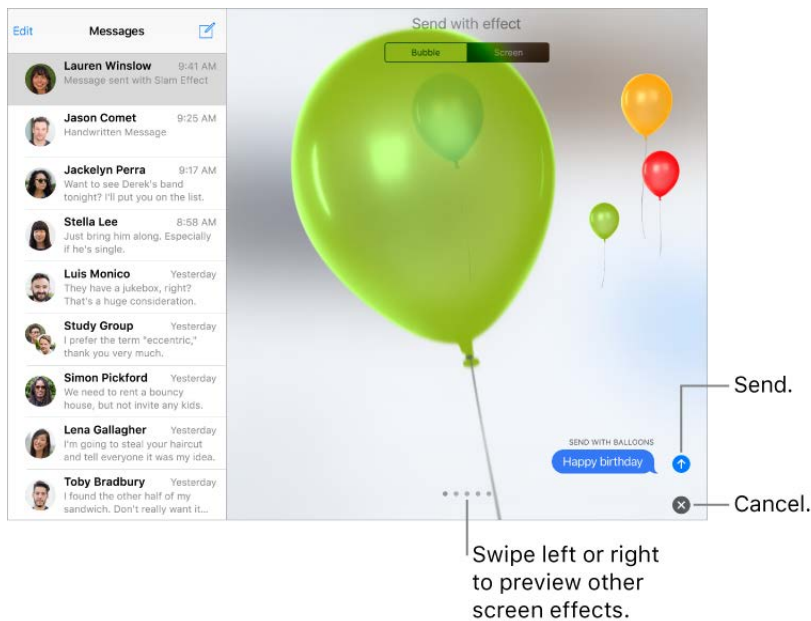 Edit
Messages
Lauren Winslow 9:41 AM
Message sent with Slam Effect
Jason Comet 9:25 AM
Handwritten Message
Jackelyn Perra 9:17 AM
Want to see Derek's band
tonight? I'll put you on the list.
Stella Lee 8:58 AM
Just bring him along. Especially
if he's single.
Luis Monico Yesterday
They have a jukebox, right?
That's a huge consideration.
Study Group Yesterday
I prefer the term "eccentric,"
thank you very much.
Simon Pickford Yesterday
We need to rent a bouncy
house, but not invite any kids.
Lena Gallagher Yesterday
I'm going to steal your haircut
and tell everyone it was my idea.
Toby Bradbury Yesterday
I found the other half of my
sandwich. Don't really want it...
Send with effect
Bubble Screen
SEND WITH BALLOONS
Happy birthday
Send.
Cancel.
Swipe left or right
to preview other
screen effects.